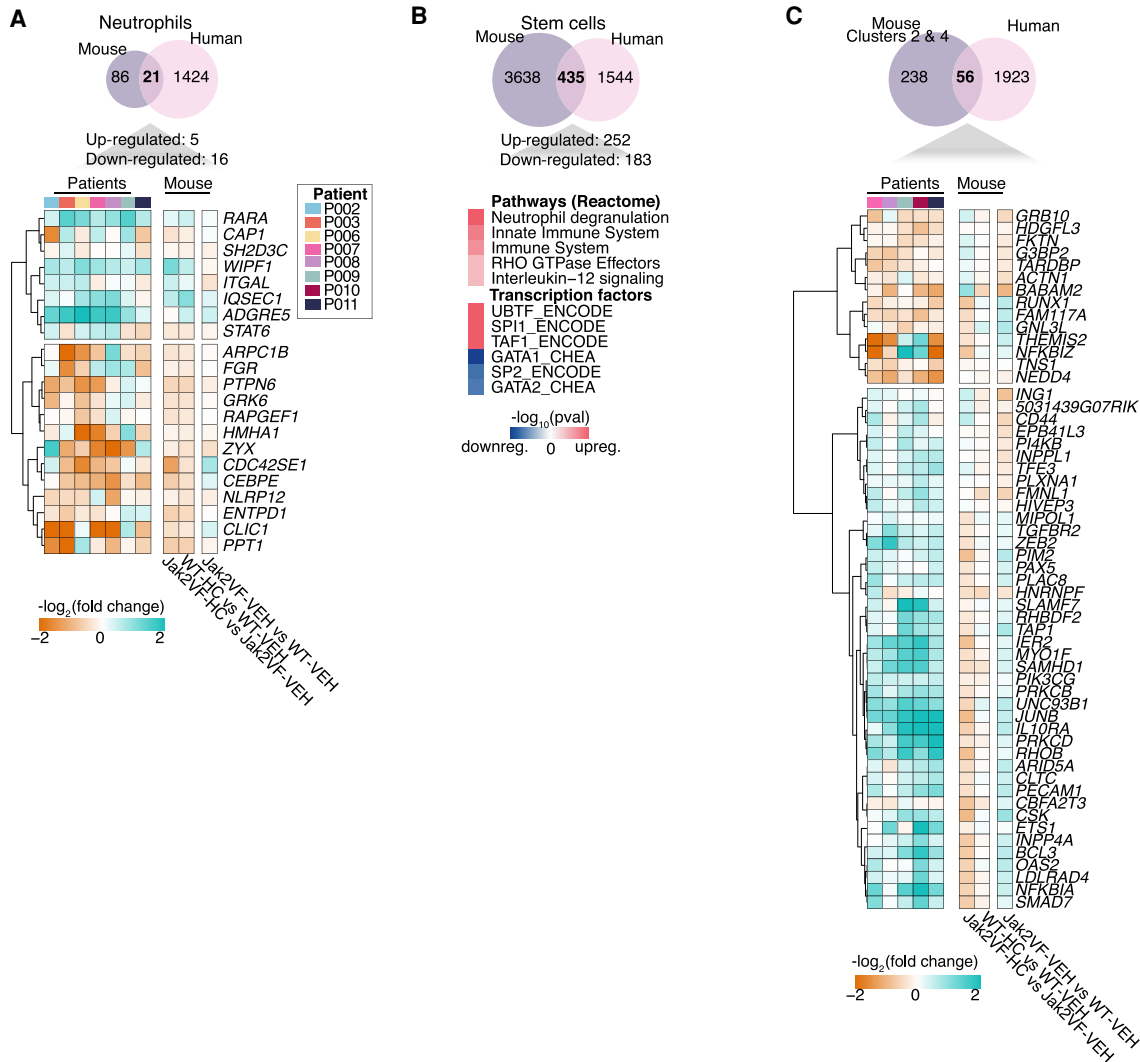 A
Neutrophils
Mouse
Human
86
21
1424
Up-regulated: 5
Down-regulated: 16
Patients
Mouse
Patient
P002
P003
P006
P007
P008
P009
P010
P011
RARA
CAP1
SH2D3C
WIPF1
ITGAL
IQSEC1
ADGRE5
STAT6
ARPC1B
FGR
PTPN6
GRK6
RAPGEF1
HMHA1
ZYX
CDC42SE1
CEBPE
NLRP12
ENTPD1
CLIC1
PPT1
Jak2VF-HC vs Jak2VF-VEH
WT-HC vs WT-VEH
Jak2VF-VEH vs WT-VEH
-log2(fold change)
−2
0
2
B
Stem cells
Mouse
Human
3638
435
1544
Up-regulated: 252
Down-regulated: 183
Pathways (Reactome)
Neutrophil degranulation
Innate Immune System
Immune System
RHO GTPase Effectors
Interleukin-12 signaling
Transcription factors
UBTF_ENCODE
SPI1_ENCODE
TAF1_ENCODE
GATA1_CHEA
SP2_ENCODE
GATA2_CHEA
-log10(pval)
downreg.
0
upreg.
C
Mouse
Clusters 2 & 4
Human
238
56
1923
Patients
Mouse
GRB10
HDGFL3
FKTN
G3BP2
TARDBP
ACTN1
BABAM2
RUNX1
FAM117A
GNL3L
THEMIS2
NFKBIZ
TNS1
NEDD4
ING1
5031439G07RIK
CD44
EPB41L3
PI4KB
INPPL1
TFE3
PLXNA1
FMNL1
HIVEP3
MIPOL1
TGFBR2
ZEB2
PIM2
PAX5
PLAC8
HNRNPF
SLAMF7
RHBDF2
TAP1
IER2
MYO1F
SAMHD1
PIK3CG
PRKCB
UNC93B1
JUNB
IL10RA
PRKCD
RHOB
ARID5A
CLTC
PECAM1
CBFA2T3
CSK
ETS1
INPP4A
BCL3
OAS2
LDLRAD4
NFKBIA
SMAD7
Jak2VF-HC vs Jak2VF-VEH
WT-HC vs WT-VEH
Jak2VF-VEH vs WT-VEH
-log2(fold change)
−2
0
2